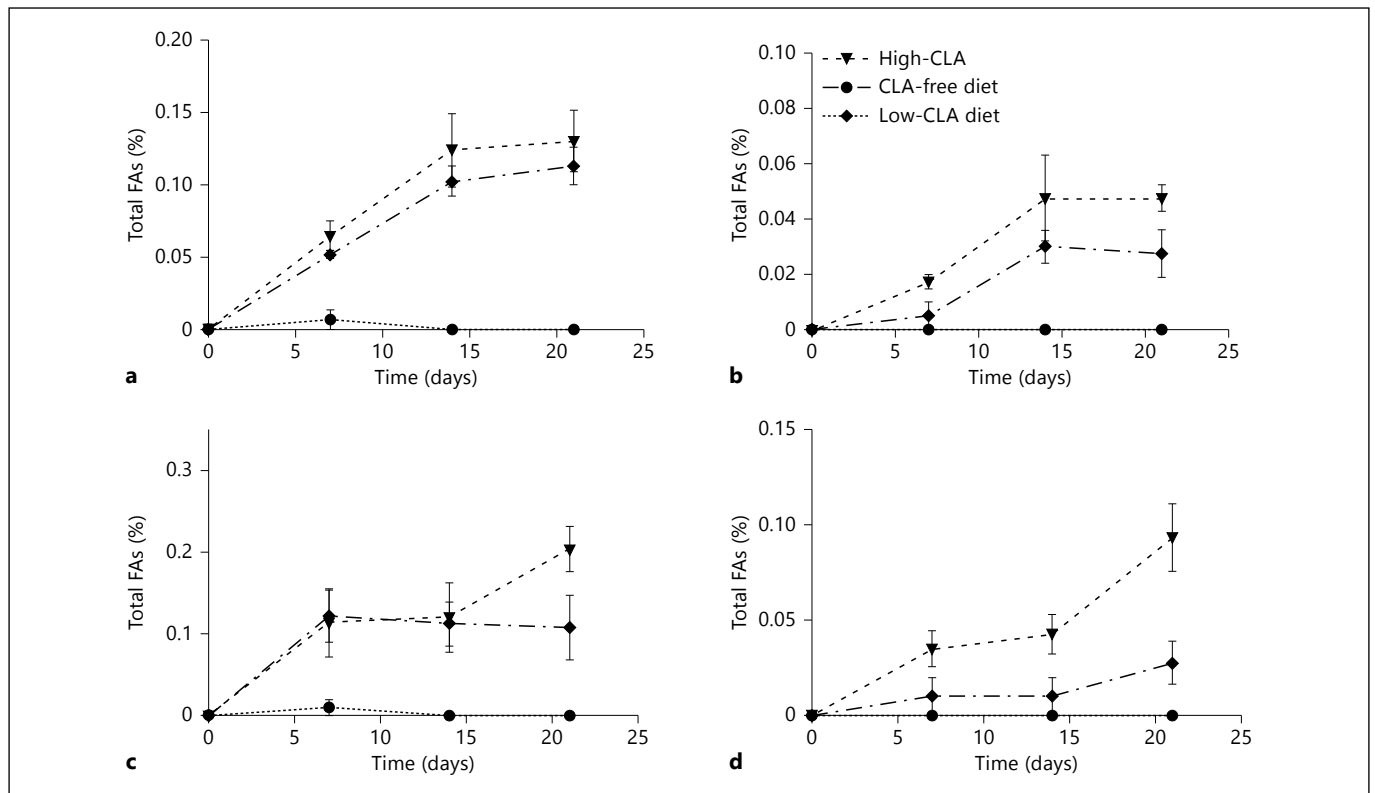 0.20
0.15
0.10
0.05
0
Total FAs (%)
0 5 10 15 20 25
Time (days)
a
0.10
0.08
0.06
0.04
0.02
0
Total FAs (%)
High-CLA
CLA-free diet
Low-CLA diet
0 5 10 15 20 25
Time (days)
b
0.3
0.2
0.1
0
Total FAs (%)
0 5 10 15 20 25
Time (days)
c
0.15
0.10
0.05
0
Total FAs (%)
0 5 10 15 20 25
Time (days)
d